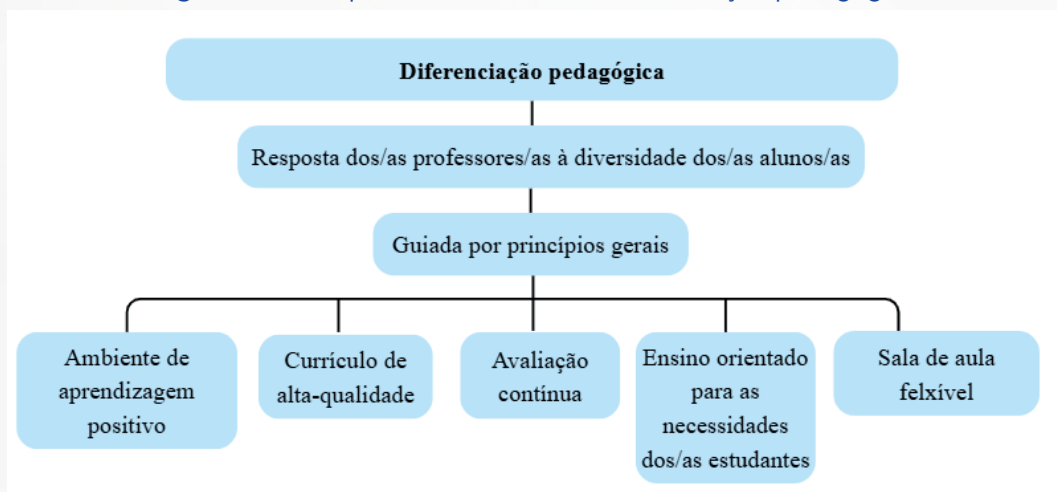 Diferenciação pedagógica
Resposta dos/as professores/as à diversidade dos/as alunos/as
Guiada por princípios gerais
Ambiente de
aprendizagem
positivo
Currículo de
alta-qualidade
Avaliação
contínua
Ensino orientado
para as
necessidades
dos/as estudantes
Sala de aula
felxível